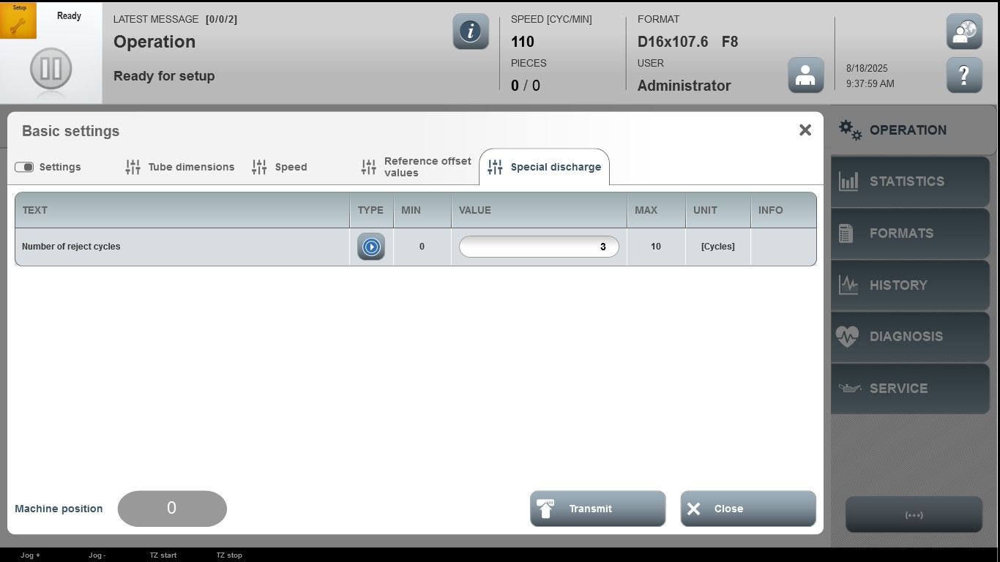 Setup
Ready
LATEST MESSAGE [0/0/2]
Operation
Ready for setup
i
SPEED [CYC/MIN]
110
PIECES
0 / 0
FORMAT
D16x107.6 F8
USER
Administrator
8/18/2025
9:37:59 AM
?
Basic settings
Settings
Tube dimensions
Speed
Reference offset
values
Special discharge
TEXT TYPE MIN VALUE MAX UNIT INFO
Number of reject cycles 0 3 10 [Cycles]
OPERATION
STATISTICS
FORMATS
HISTORY
DIAGNOSIS
SERVICE
(•••)
Machine position 0
Transmit
Close
Jog + Jog - TZ start TZ stop